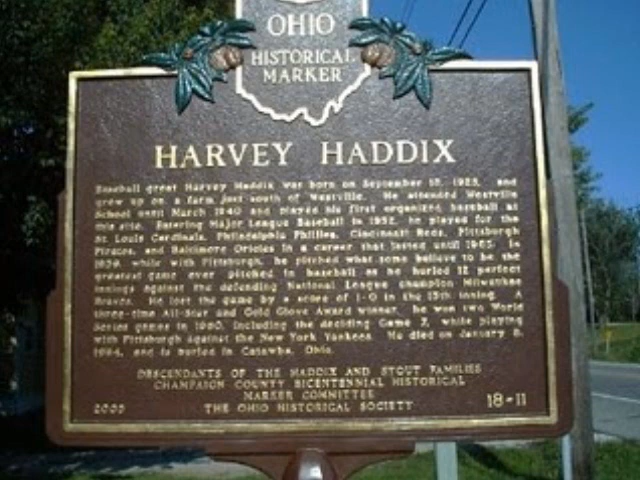 OHIO
HISTORICAL
MARKER
HARVEY HADDIX
Baseball great Harvey Haddix was born on September 18, 1925, and
grew up on a farm just south of Westville. He attended Westville
School until March 1940 and played his first organized baseball at
this site. Entering Major League Baseball in 1952, he played for the
St. Louis Cardinals, Philadelphia Phillies, Cincinnati Reds, Pittsburgh
Pirates, and Baltimore Orioles in a career that lasted until 1965. In
1959, while with Pittsburgh, he pitched what some believe to be the
greatest game ever pitched in baseball as he hurled 12 perfect
innings against the defending National League champion Milwaukee
Braves. He lost the game by a score of 1-0 in the 13th inning. A
three-time All-Star and Gold Glove Award winner, he won two World
Series games in 1960, including the deciding Game 7, while playing
with Pittsburgh against the New York Yankees. He died on January 8,
1994, and is buried in Catawba, Ohio.
DESCENDANTS OF THE HADDIX AND STOUT FAMILIES
CHAMPAIGN COUNTY BICENTENNIAL HISTORICAL
MARKER COMMITTEE
THE OHIO HISTORICAL SOCIETY
18-11